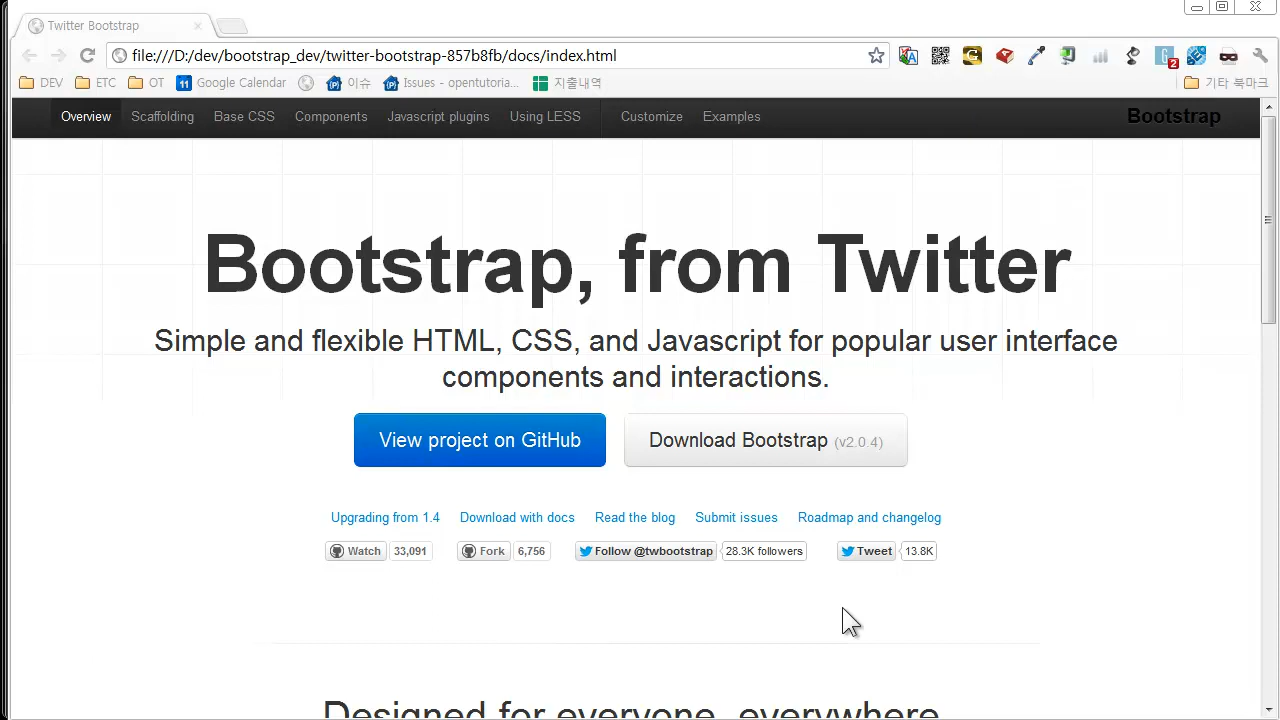 Twitter Bootstrap
file:///D:/dev/bootstrap_dev/twitter-bootstrap-857b8fb/docs/index.html
2
DEV ETC OT 11 Google Calendar 이슈 Issues - opentutoria... 지출내역 기타 북마크
Overview Scaffolding Base CSS Components Javascript plugins Using LESS Customize Examples Bootstrap
Bootstrap, from Twitter
Simple and flexible HTML, CSS, and Javascript for popular user interface
components and interactions.
View project on GitHub Download Bootstrap (v2.0.4)
Upgrading from 1.4 Download with docs Read the blog Submit issues Roadmap and changelog
Watch 33,091 Fork 6,756 Follow @twbootstrap 28.3K followers Tweet 13.8K
Designed for everyone, everywhere.